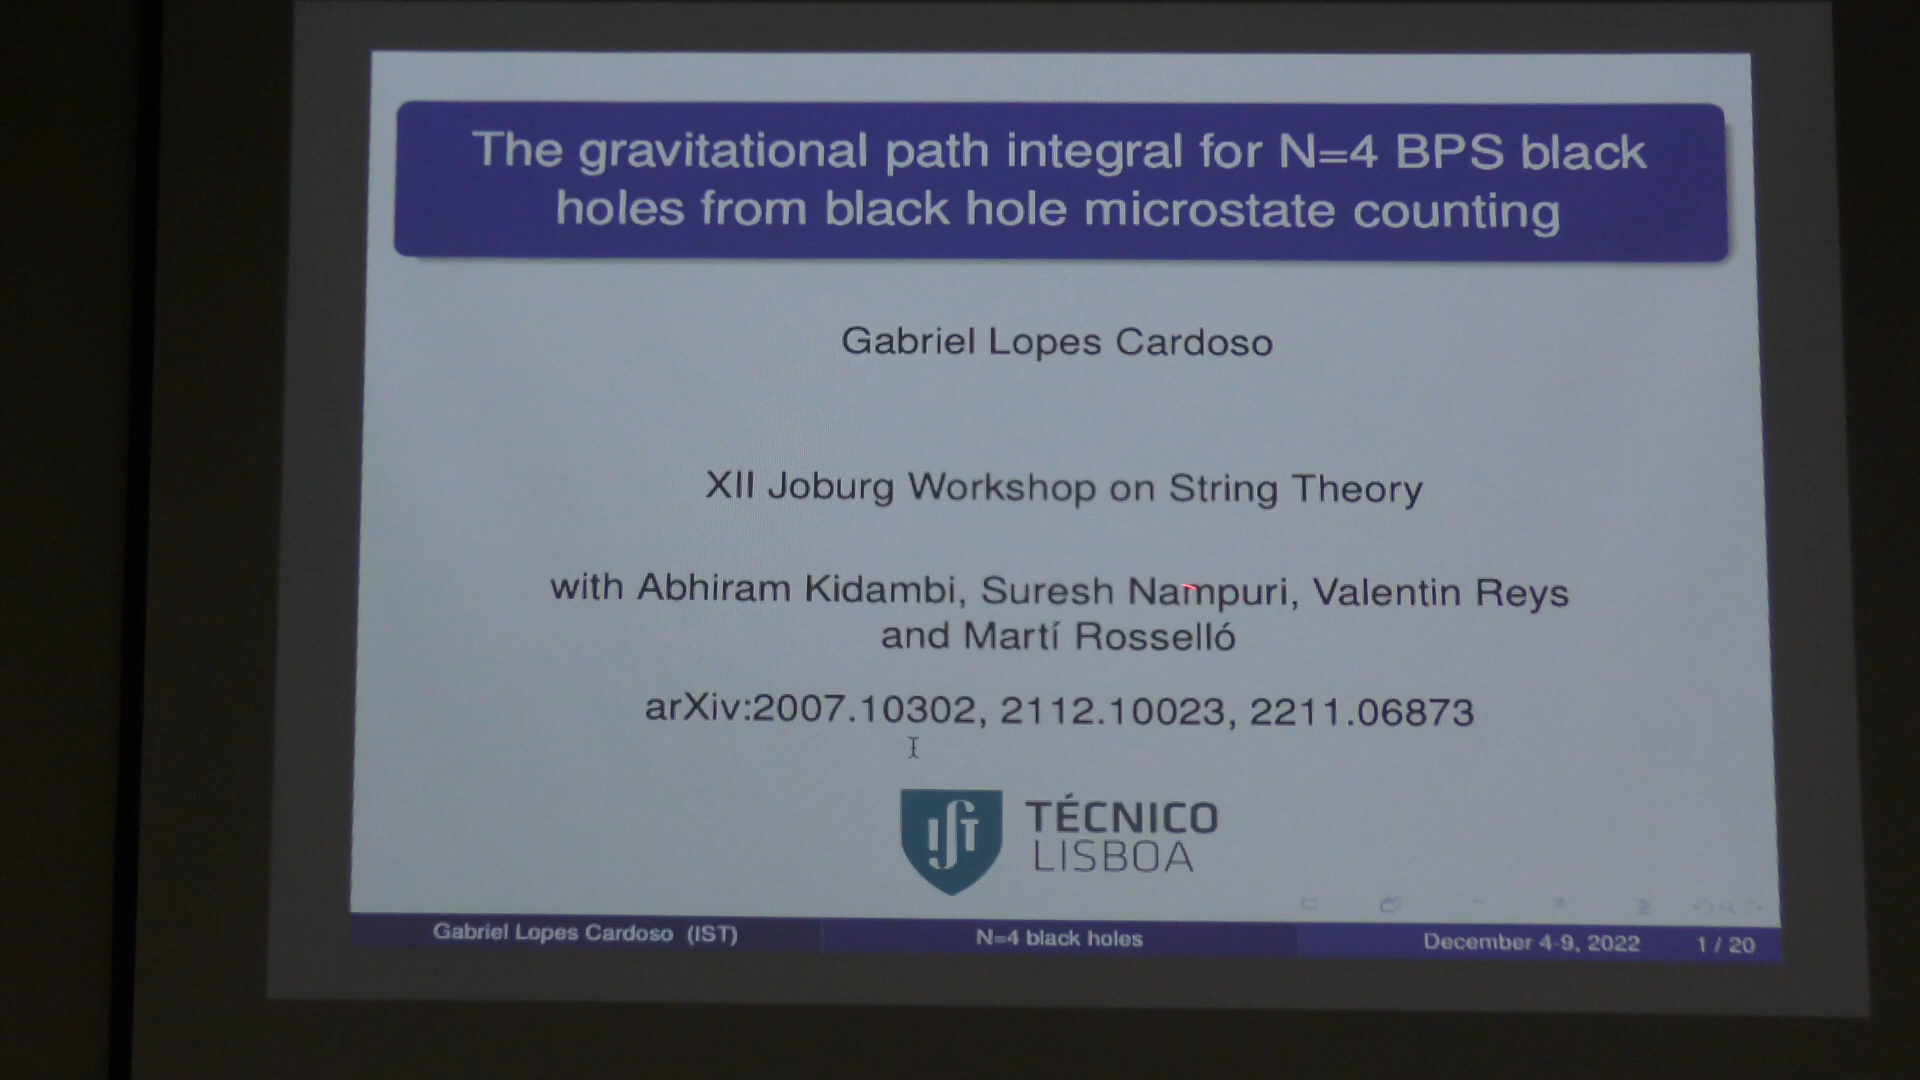 The gravitational path integral for N=4 BPS black
holes from black hole microstate counting
Gabriel Lopes Cardoso
XII Joburg Workshop on String Theory
with Abhiram Kidambi, Suresh Nampuri, Valentin Reys
and Martí Rosselló
arXiv:2007.10302, 2112.10023, 2211.06873
TÉCNICO
LISBOA
Gabriel Lopes Cardoso (IST)
N=4 black holes
December 4-9, 2022
1 / 20